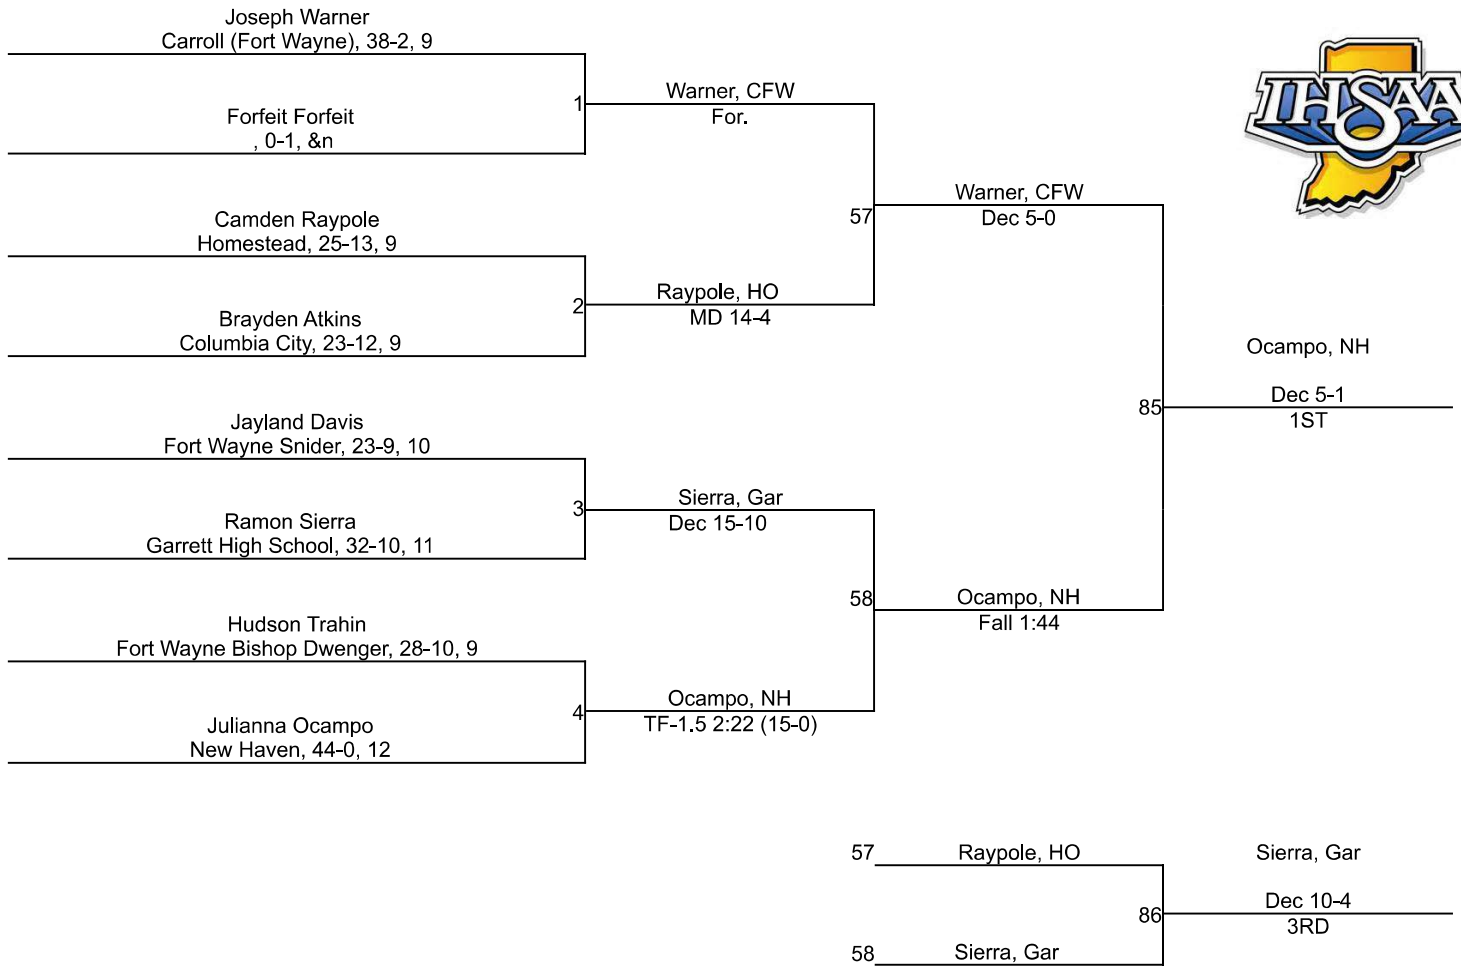 Joseph Warner
Carroll (Fort Wayne), 38-2, 9
Forfeit Forfeit
, 0-1, &n
Camden Raypole
Homestead, 25-13, 9
Brayden Atkins
Columbia City, 23-12, 9
Jayland Davis
Fort Wayne Snider, 23-9, 10
Ramon Sierra
Garrett High School, 32-10, 11
Hudson Trahin
Fort Wayne Bishop Dwenger, 28-10, 9
Julianna Ocampo
New Haven, 44-0, 12
1
Warner, CFW
For.
2
Raypole, HO
MD 14-4
3
Sierra, Gar
Dec 15-10
4
Ocampo, NH
TF-1.5 2:22 (15-0)
57
Warner, CFW
Dec 5-0
58
Ocampo, NH
Fall 1:44
IHSAA
85
Ocampo, NH
Dec 5-1
1ST
57
Raypole, HO
58
Sierra, Gar
86
Sierra, Gar
Dec 10-4
3RD